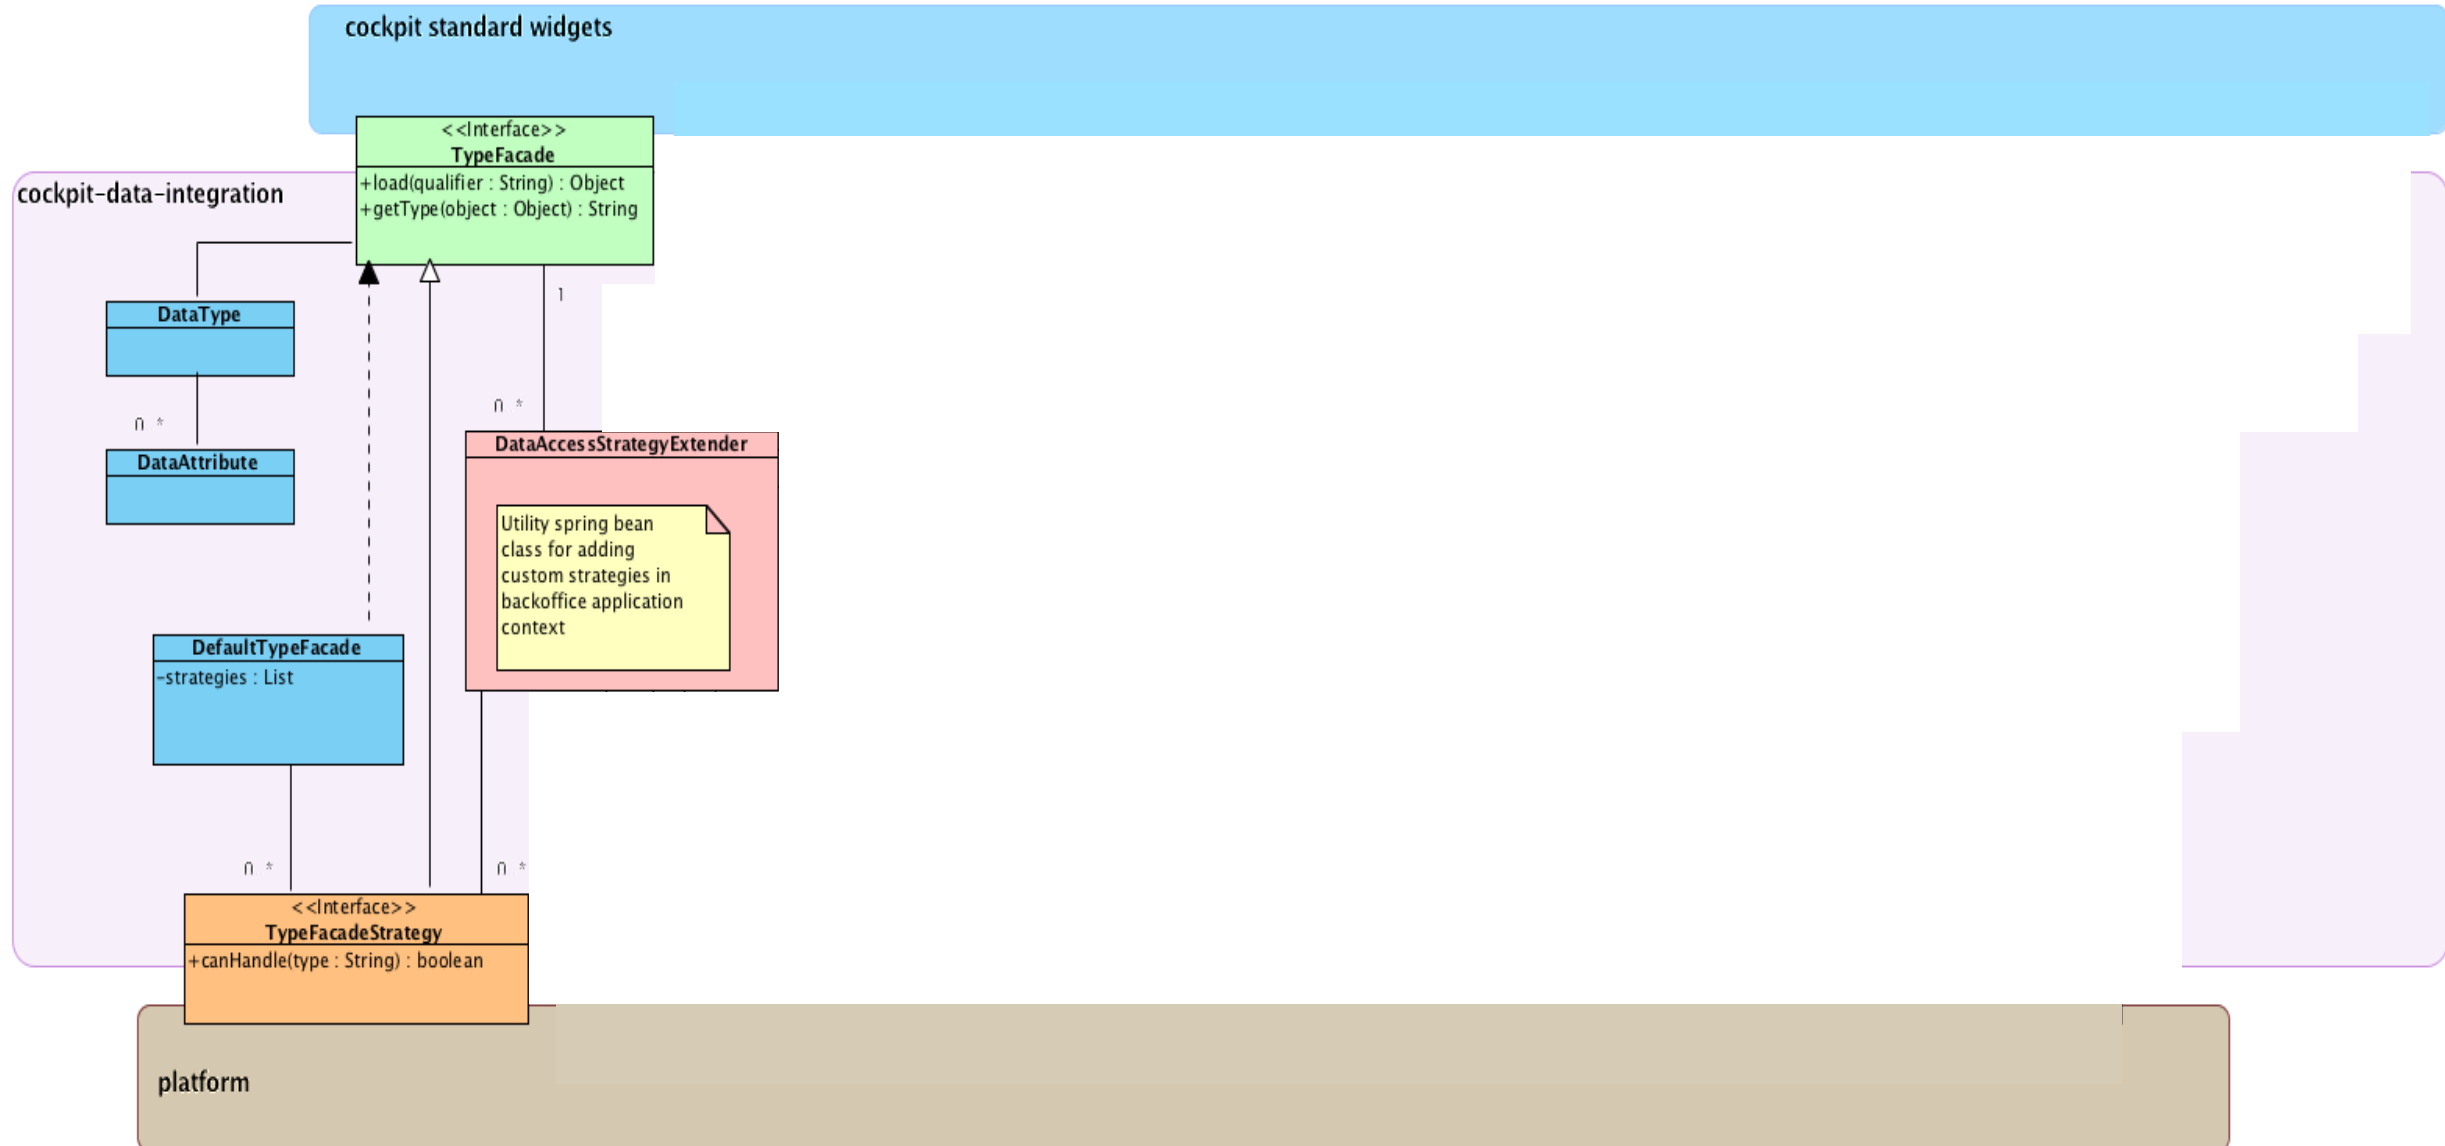 cockpit standard widgets
<<Interface>>
TypeFacade
+load(qualifier : String) : Object
+getType(object : Object) : String
cockpit-data-integration
1
DataType
0 *
DataAttribute
0 *
DataAccessStrategyExtender
Utility spring bean
class for adding
custom strategies in
backoffice application
context
DefaultTypeFacade
-strategies : List
0 *
0 *
<<Interface>>
TypeFacadeStrategy
+canHandle(type : String) : boolean
platform